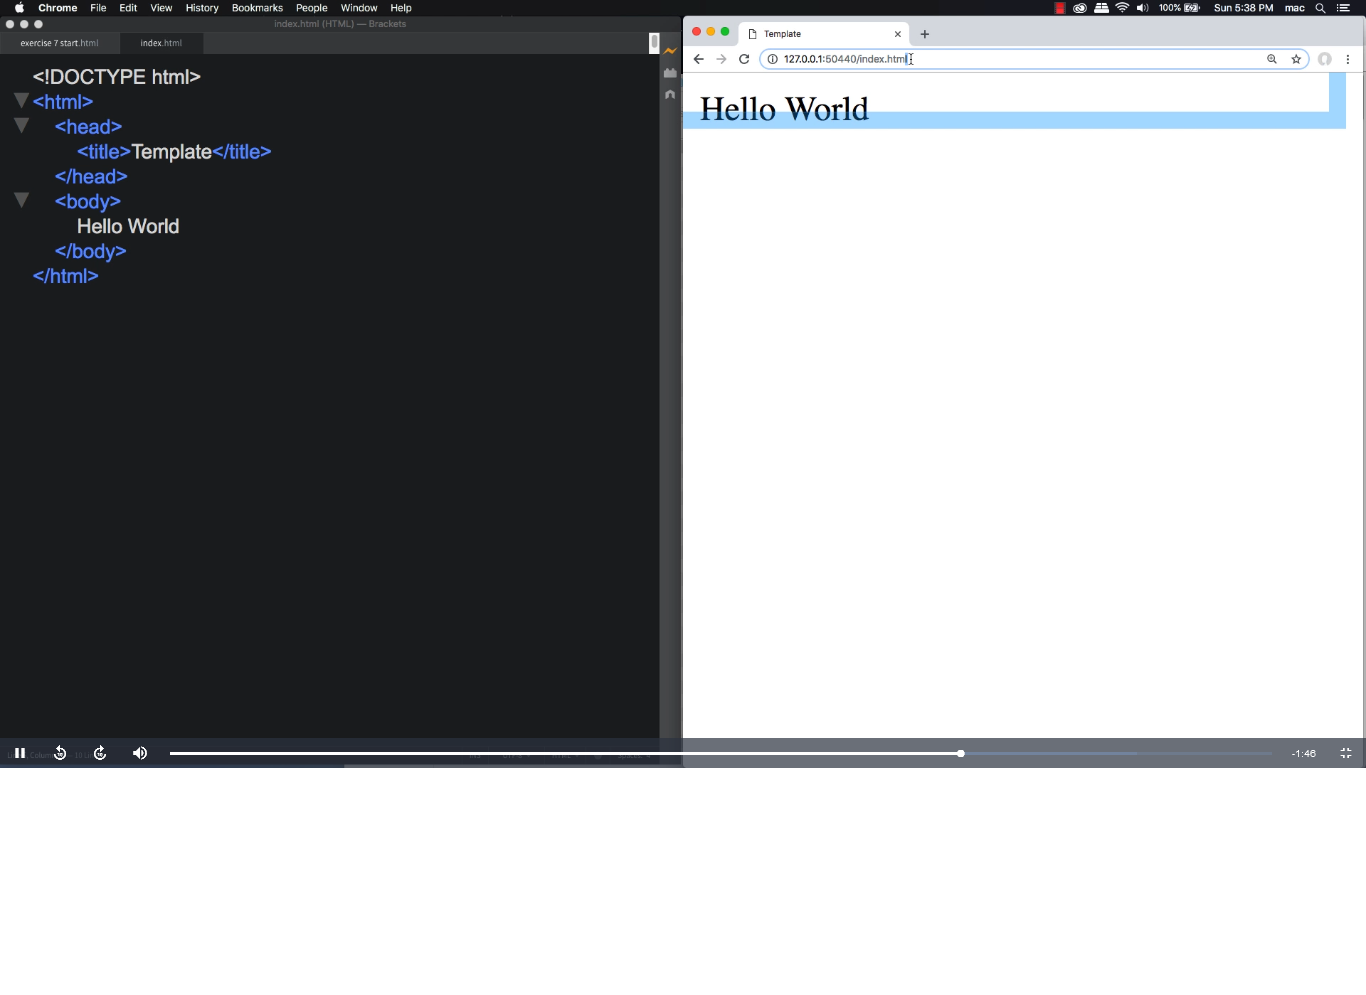 Chrome File Edit View History Bookmarks People Window Help 100% Sun 5:38 PM mac
index.html (HTML) — Brackets
exercise 7 start.html index.html
<!DOCTYPE html>
<html>
<head>
<title>Template</title>
</head>
<body>
Hello World
</body>
</html>
Template
127.0.0.1:50440/index.html
Hello World
-1:46